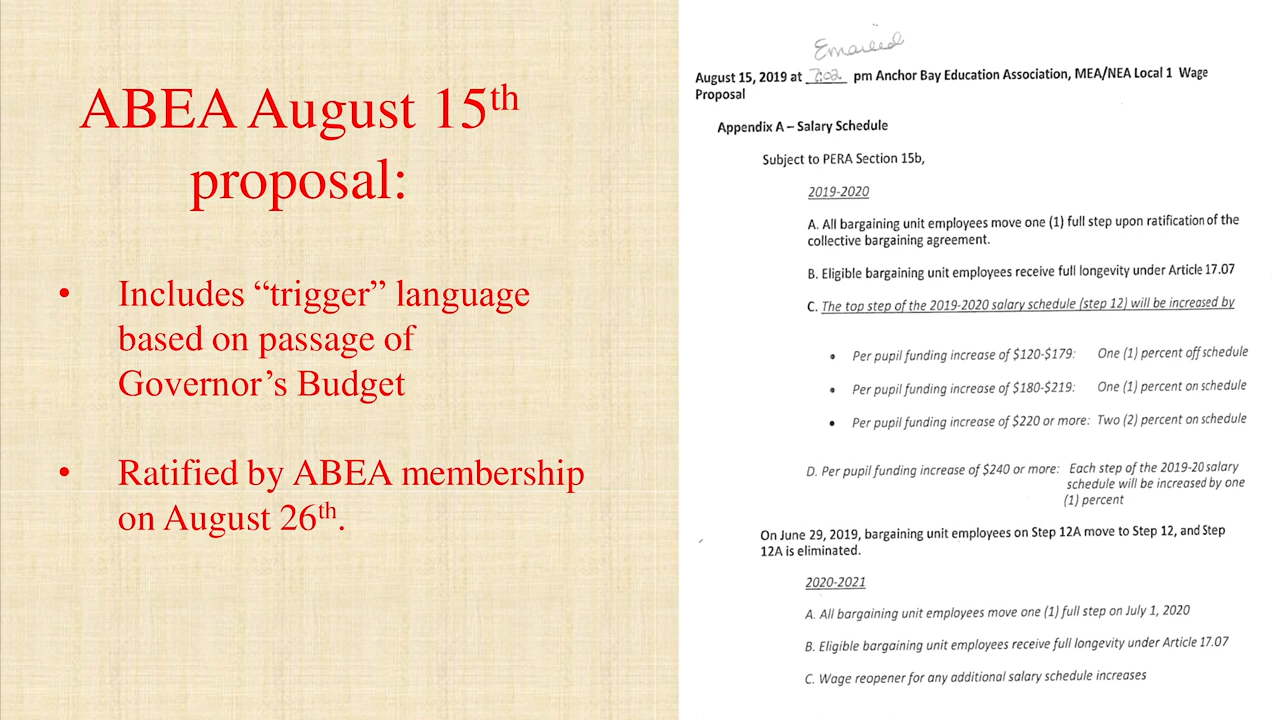 ABEA August 15th
proposal:
• Includes “trigger” language
based on passage of
Governor’s Budget
• Ratified by ABEA membership
on August 26th.
Emailed
August 15, 2019 at 7:02 pm Anchor Bay Education Association, MEA/NEA Local 1 Wage
Proposal
Appendix A – Salary Schedule
Subject to PERA Section 15b,
2019-2020
A. All bargaining unit employees move one (1) full step upon ratification of the
collective bargaining agreement.
B. Eligible bargaining unit employees receive full longevity under Article 17.07
C. The top step of the 2019-2020 salary schedule (step 12) will be increased by
• Per pupil funding increase of $120-$179: One (1) percent off schedule
• Per pupil funding increase of $180-$219: One (1) percent on schedule
• Per pupil funding increase of $220 or more: Two (2) percent on schedule
D. Per pupil funding increase of $240 or more: Each step of the 2019-20 salary
schedule will be increased by one
(1) percent
On June 29, 2019, bargaining unit employees on Step 12A move to Step 12, and Step
12A is eliminated.
2020-2021
A. All bargaining unit employees move one (1) full step on July 1, 2020
B. Eligible bargaining unit employees receive full longevity under Article 17.07
C. Wage reopener for any additional salary schedule increases